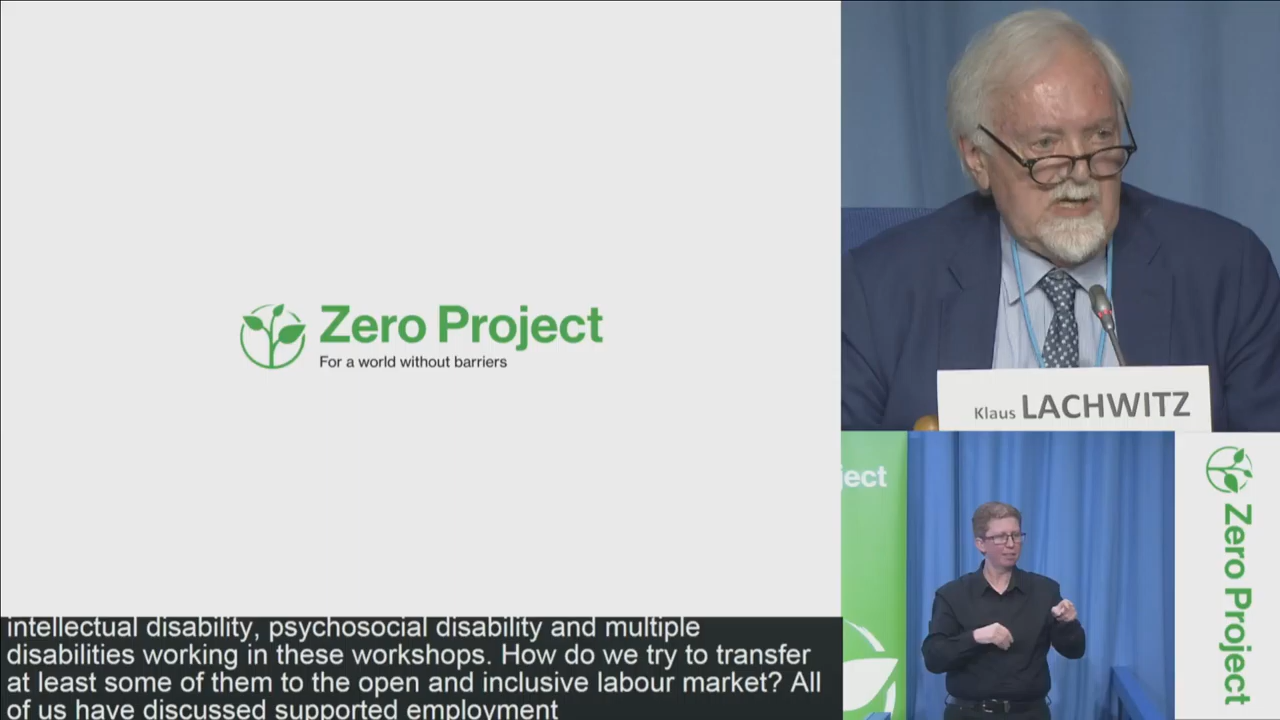 Zero Project
For a world without barriers
Klaus LACHWITZ
ject
Zero Project
intellectual disability, psychosocial disability and multiple
disabilities working in these workshops. How do we try to transfer
at least some of them to the open and inclusive labour market? All
of us have discussed supported employment